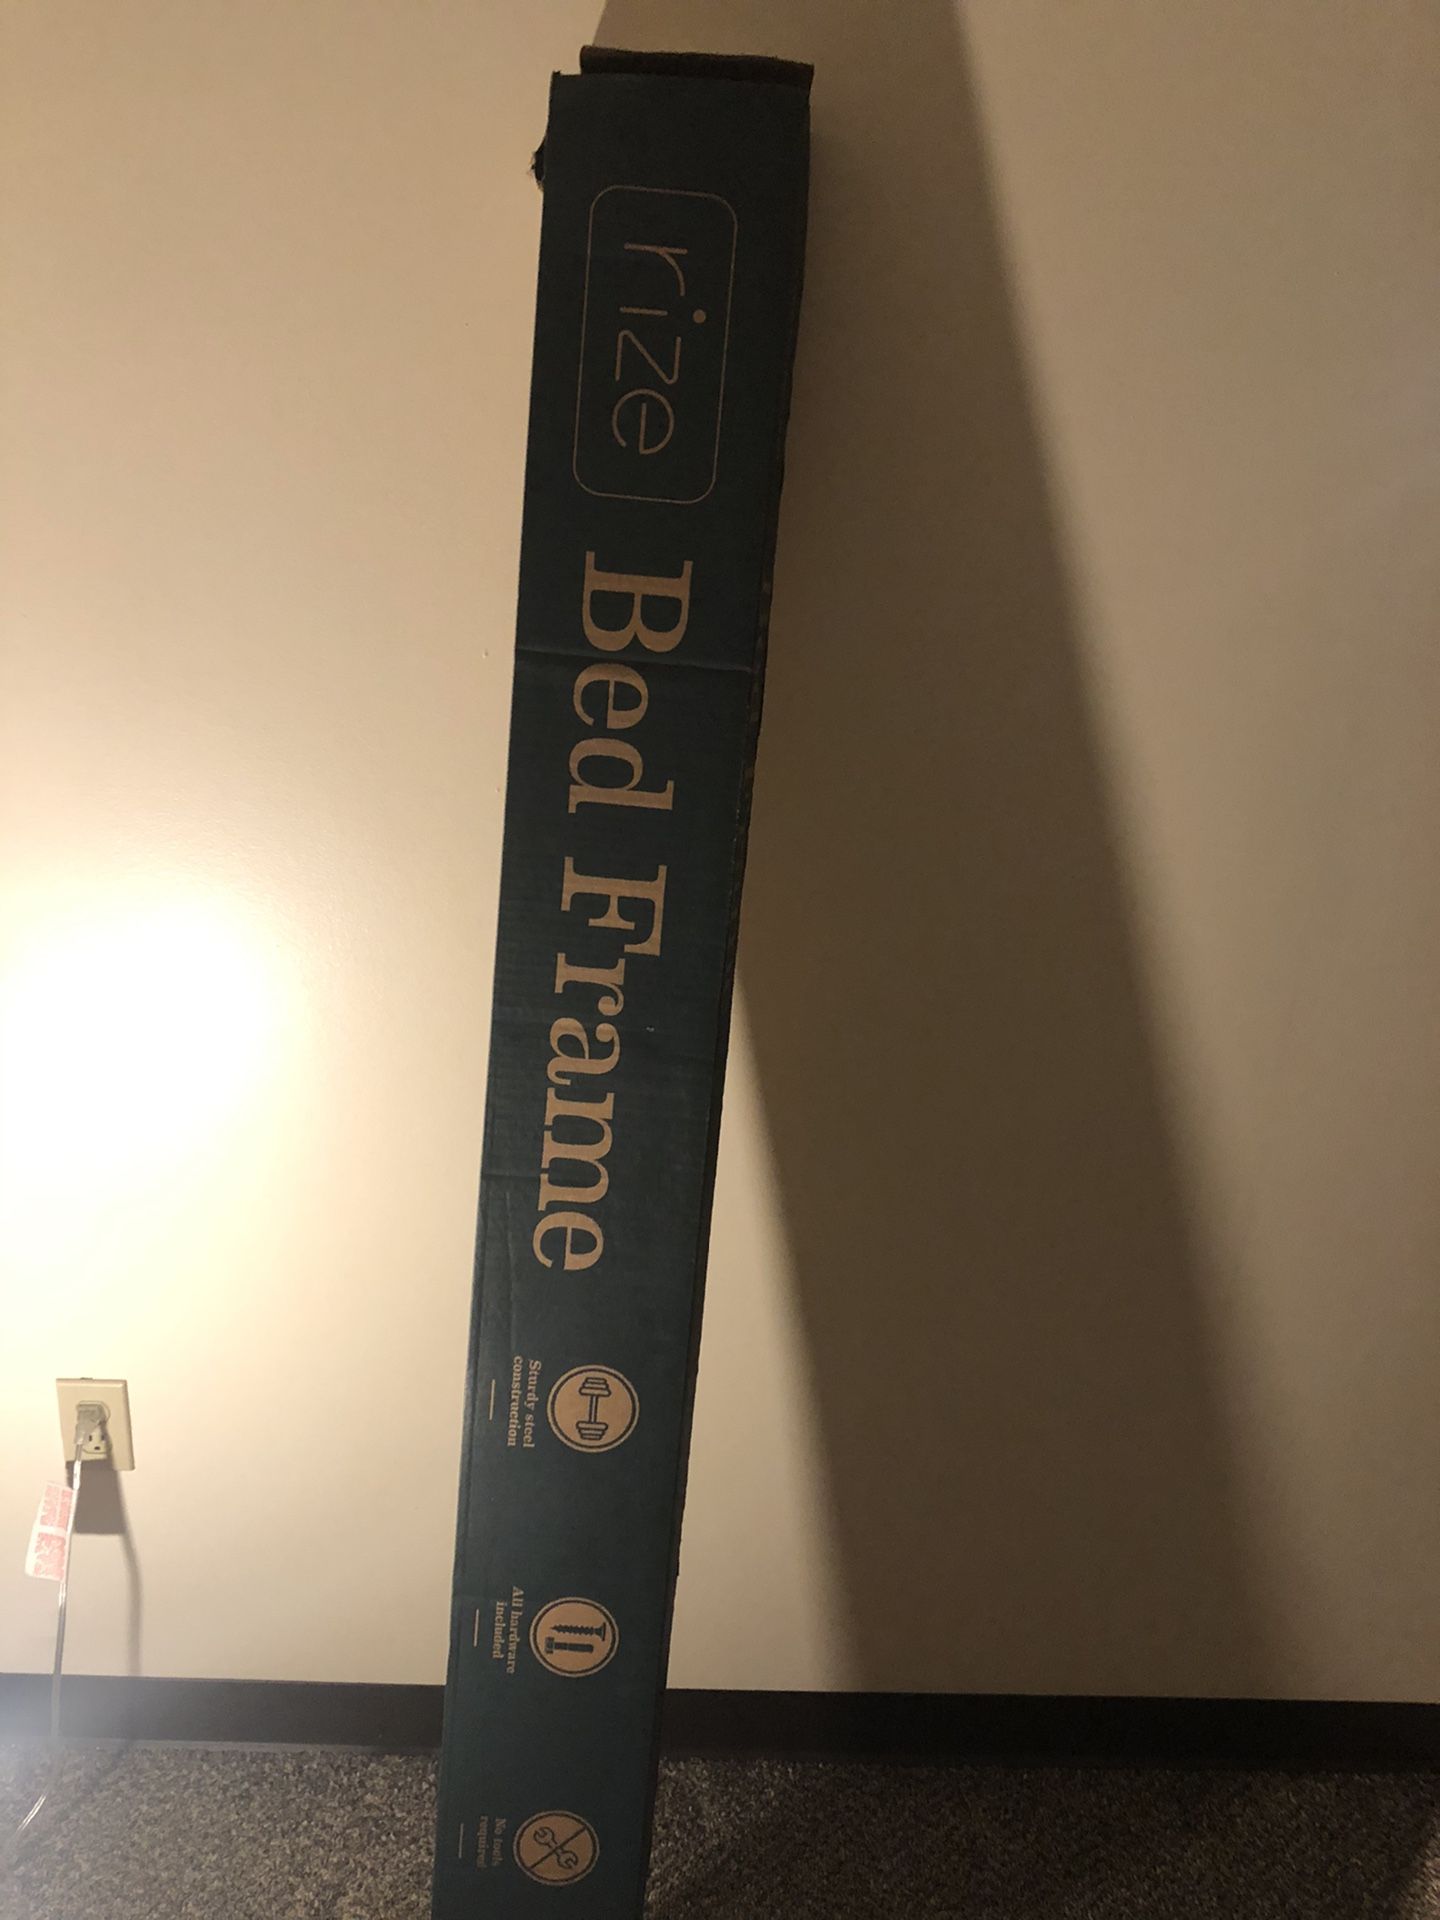 rize
Bed Frame
Sturdy steel
construction
All hardware
included
No tools
required